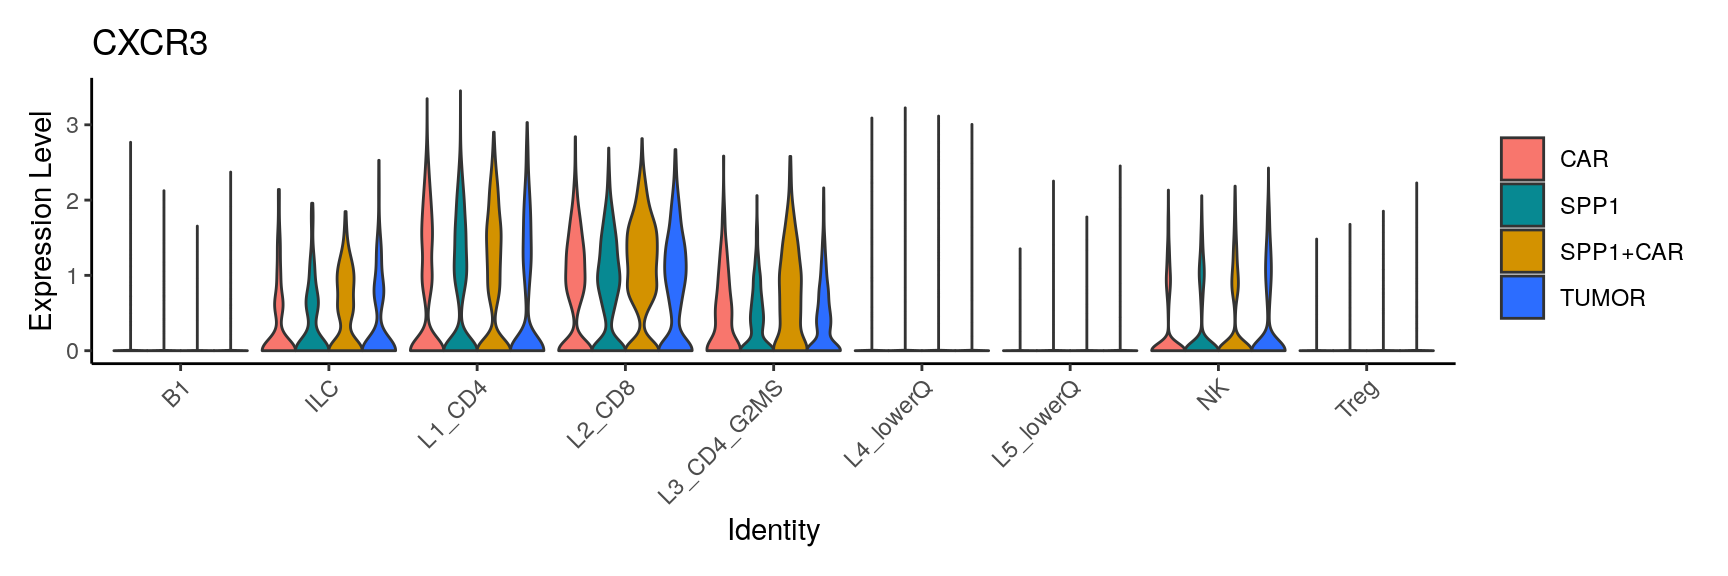 CXCR3
Expression Level
3
2
1
0
B1
ILC
L1_CD4
L2_CD8
L3_CD4_G2MS
L4_lowerQ
L5_lowerQ
NK
Treg
Identity
CAR
SPP1
SPP1+CAR
TUMOR